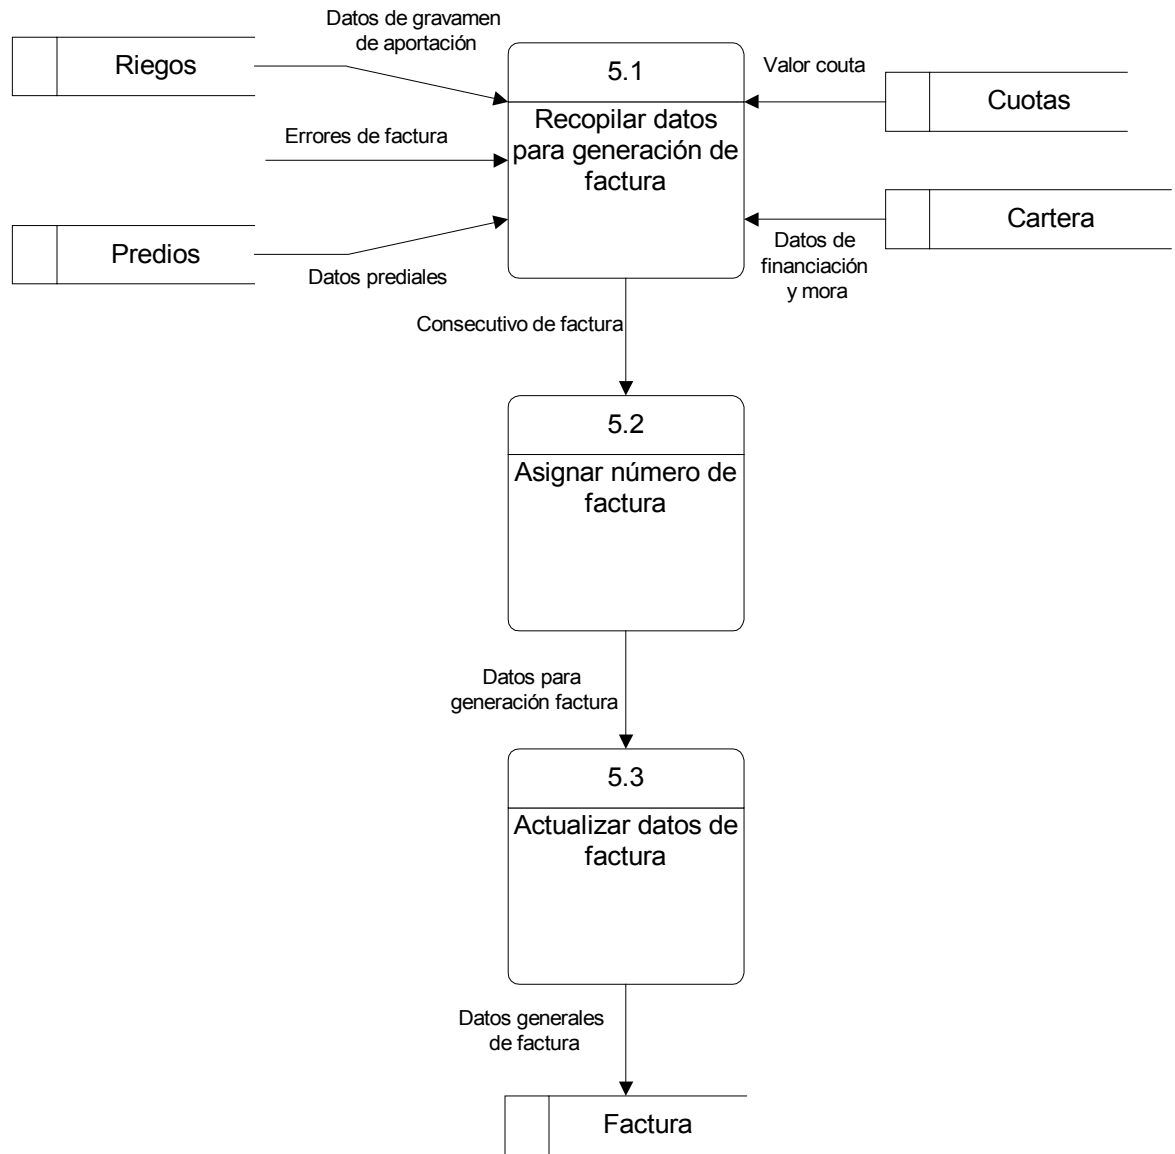 Datos de gravamen
de aportación
Riegos
5.1
Valor couta
Cuotas
Recopilar datos
para generación de
factura
Errores de factura
Cartera
Predios
Datos prediales
Datos de
financiación
y mora
Consecutivo de factura
5.2
Asignar número de
factura
Datos para
generación factura
5.3
Actualizar datos de
factura
Datos generales
de factura
Factura